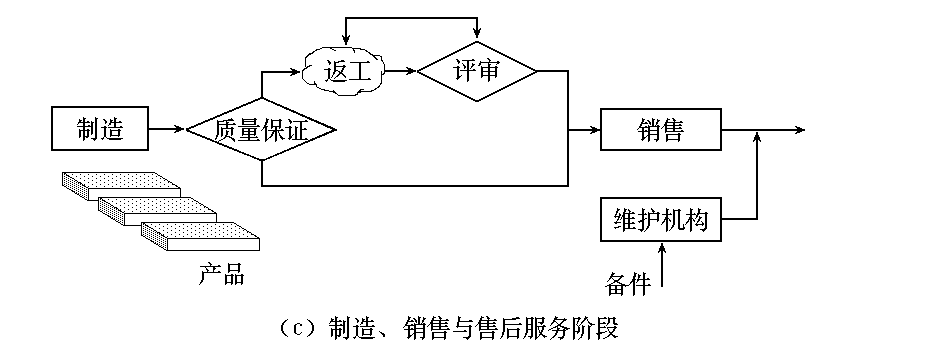 返工
评审
制造
质量保证
销售
维护机构
产品
备件
（c）制造、销售与售后服务阶段